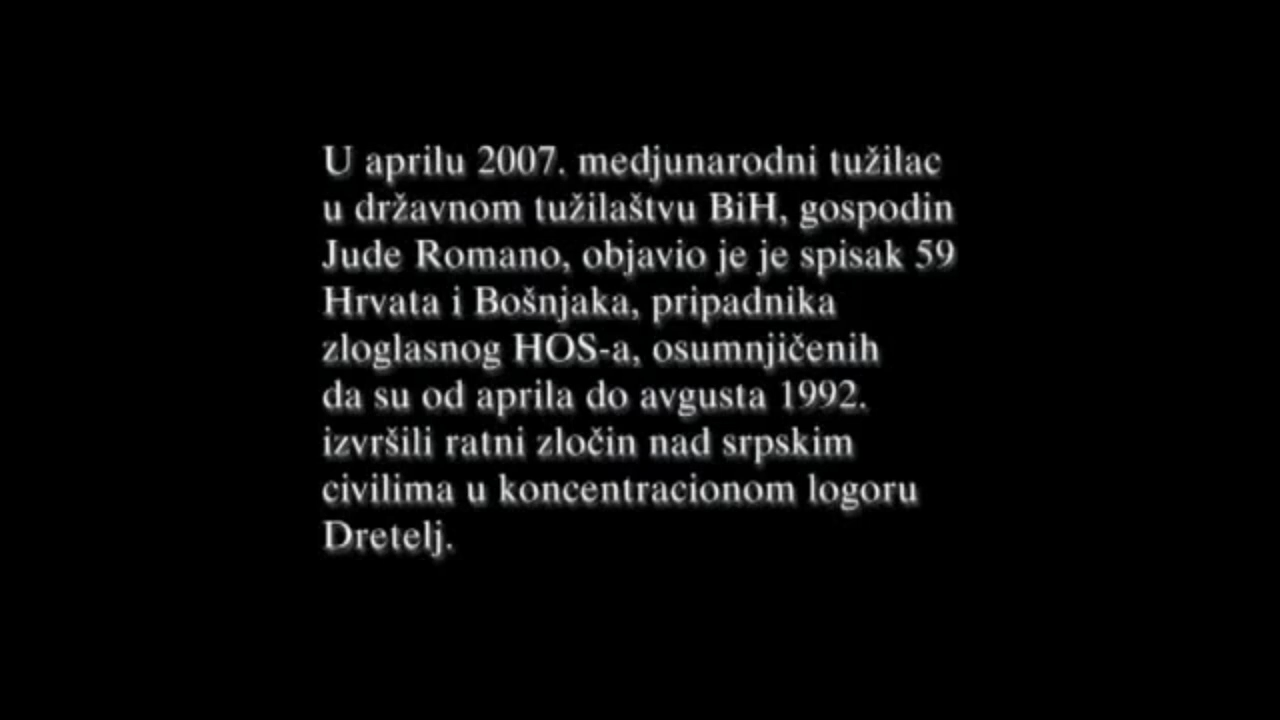 U aprilu 2007. medjunarodni tužilac
u državnom tužilaštvu BiH, gospodin
Jude Romano, objavio je je spisak 59
Hrvata i Bošnjaka, pripadnika
zloglasnog HOS-a, osumnjičenih
da su od aprila do avgusta 1992.
izvršili ratni zločin nad srpskim
civilima u koncentracionom logoru
Dretelj.